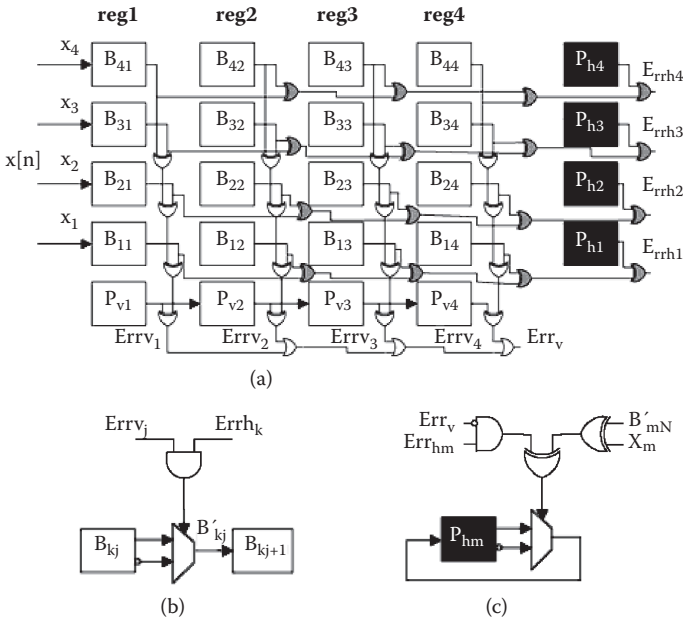 reg1 reg2 reg3 reg4
x4 B41 B42 B43 B44 Ph4 Errh4
x3 B31 B32 B33 B34 Ph3 Errh3
x[n]
x2 B21 B22 B23 B24 Ph2 Errh2
x1 B11 B12 B13 B14 Ph1 Errh1
Pv1 Pv2 Pv3 Pv4
Errv1 Errv2 Errv3 Errv4 Errv
(a)
Errvj Errhk
Bkj B´kj Bkj+1
(b)
Errv B´mN
Errhm Xm
Phm
(c)